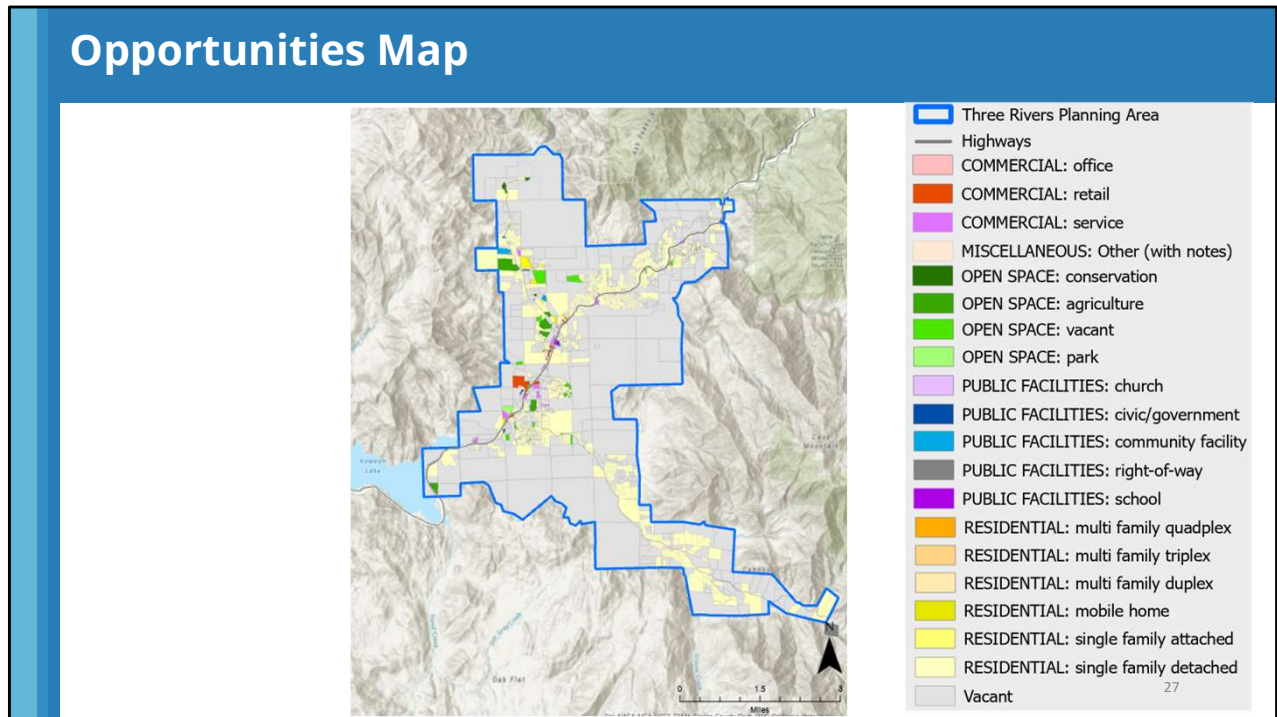 Opportunities Map
Three Rivers Planning Area
Highways
COMMERCIAL: office
COMMERCIAL: retail
COMMERCIAL: service
MISCELLANEOUS: Other (with notes)
OPEN SPACE: conservation
OPEN SPACE: agriculture
OPEN SPACE: vacant
OPEN SPACE: park
PUBLIC FACILITIES: church
PUBLIC FACILITIES: civic/government
PUBLIC FACILITIES: community facility
PUBLIC FACILITIES: right-of-way
PUBLIC FACILITIES: school
RESIDENTIAL: multi family quadplex
RESIDENTIAL: multi family triplex
RESIDENTIAL: multi family duplex
RESIDENTIAL: mobile home
RESIDENTIAL: single family attached
RESIDENTIAL: single family detached
Vacant
27
Lake
Oak Flat
N
0 1.5 3
Miles